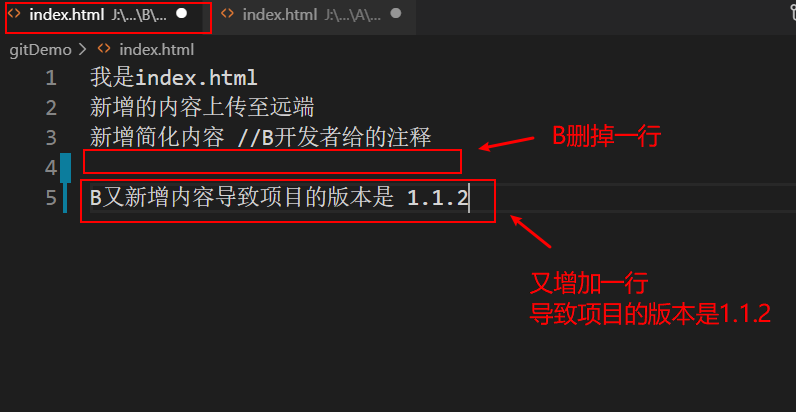 index.html J:\...\B\...
index.html J:\...\A\...
gitDemo > index.html
1 我是index.html
2 新增的内容上传至远端
3 新增简化内容 //B开发者给的注释
B删掉一行
4
5 B又新增内容导致项目的版本是 1.1.2
又增加一行
导致项目的版本是1.1.2